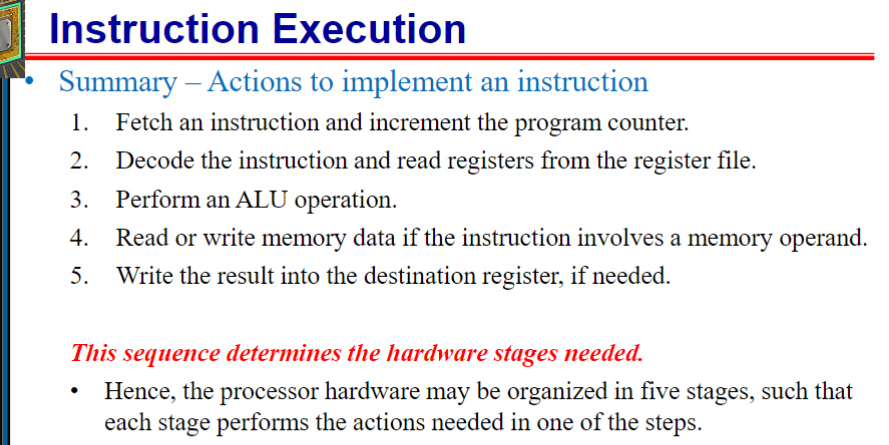 Instruction Execution
• Summary – Actions to implement an instruction
1. Fetch an instruction and increment the program counter.
2. Decode the instruction and read registers from the register file.
3. Perform an ALU operation.
4. Read or write memory data if the instruction involves a memory operand.
5. Write the result into the destination register, if needed.
This sequence determines the hardware stages needed.
• Hence, the processor hardware may be organized in five stages, such that
each stage performs the actions needed in one of the steps.